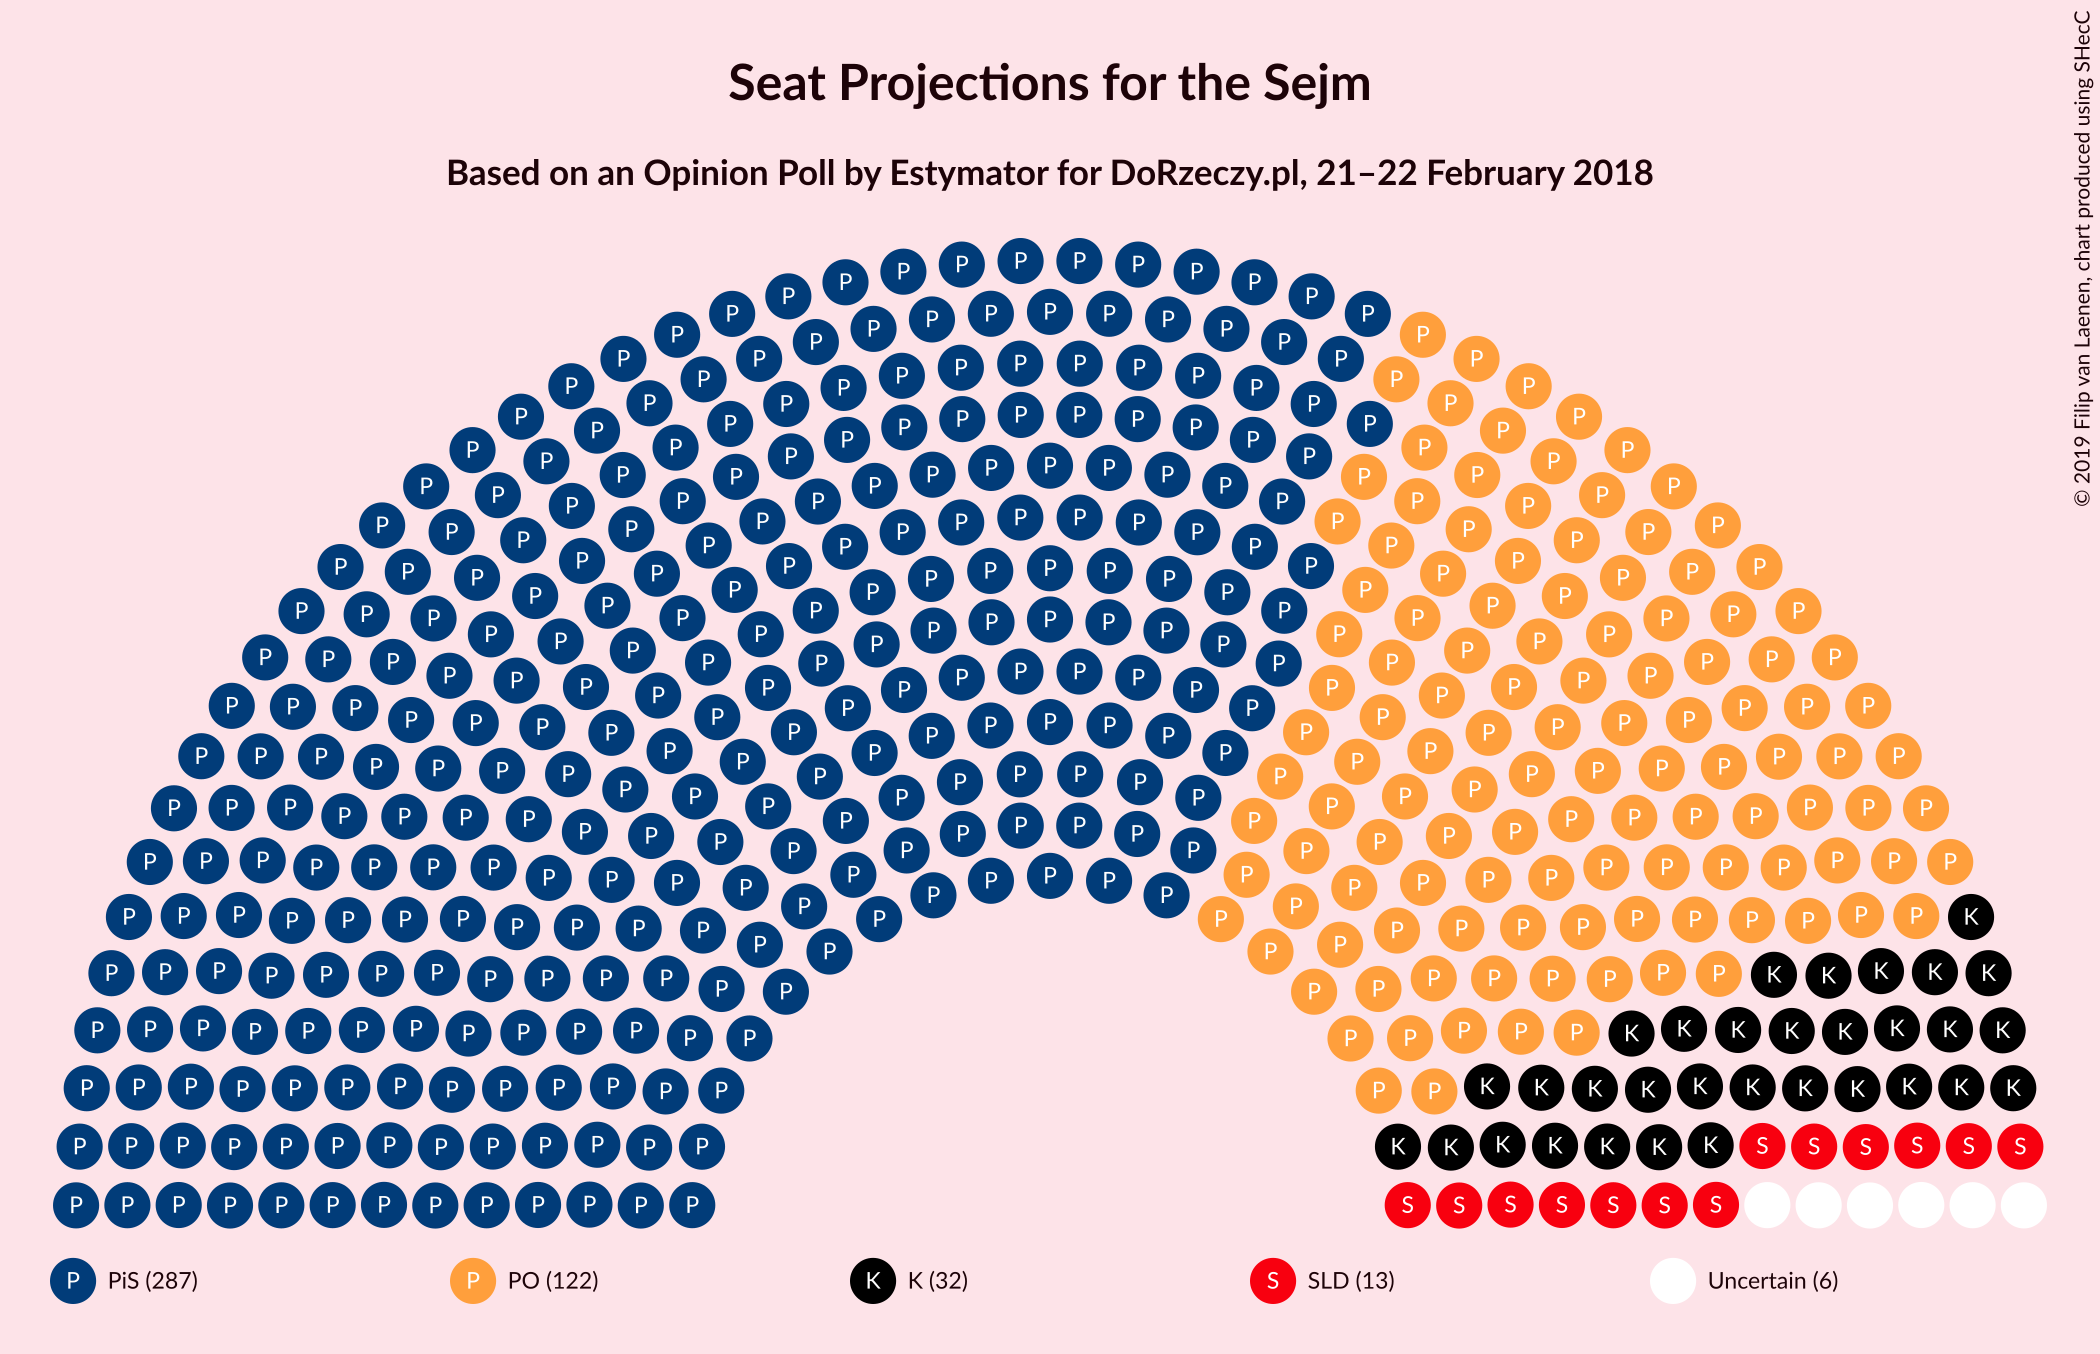 Seat Projections for the Sejm
Based on an Opinion Poll by Estymator for DoRzeczy.pl, 21–22 February 2018
© 2019 Filip van Laenen, chart produced using SHecC
P PiS (287)
P PO (122)
K K (32)
S SLD (13)
Uncertain (6)